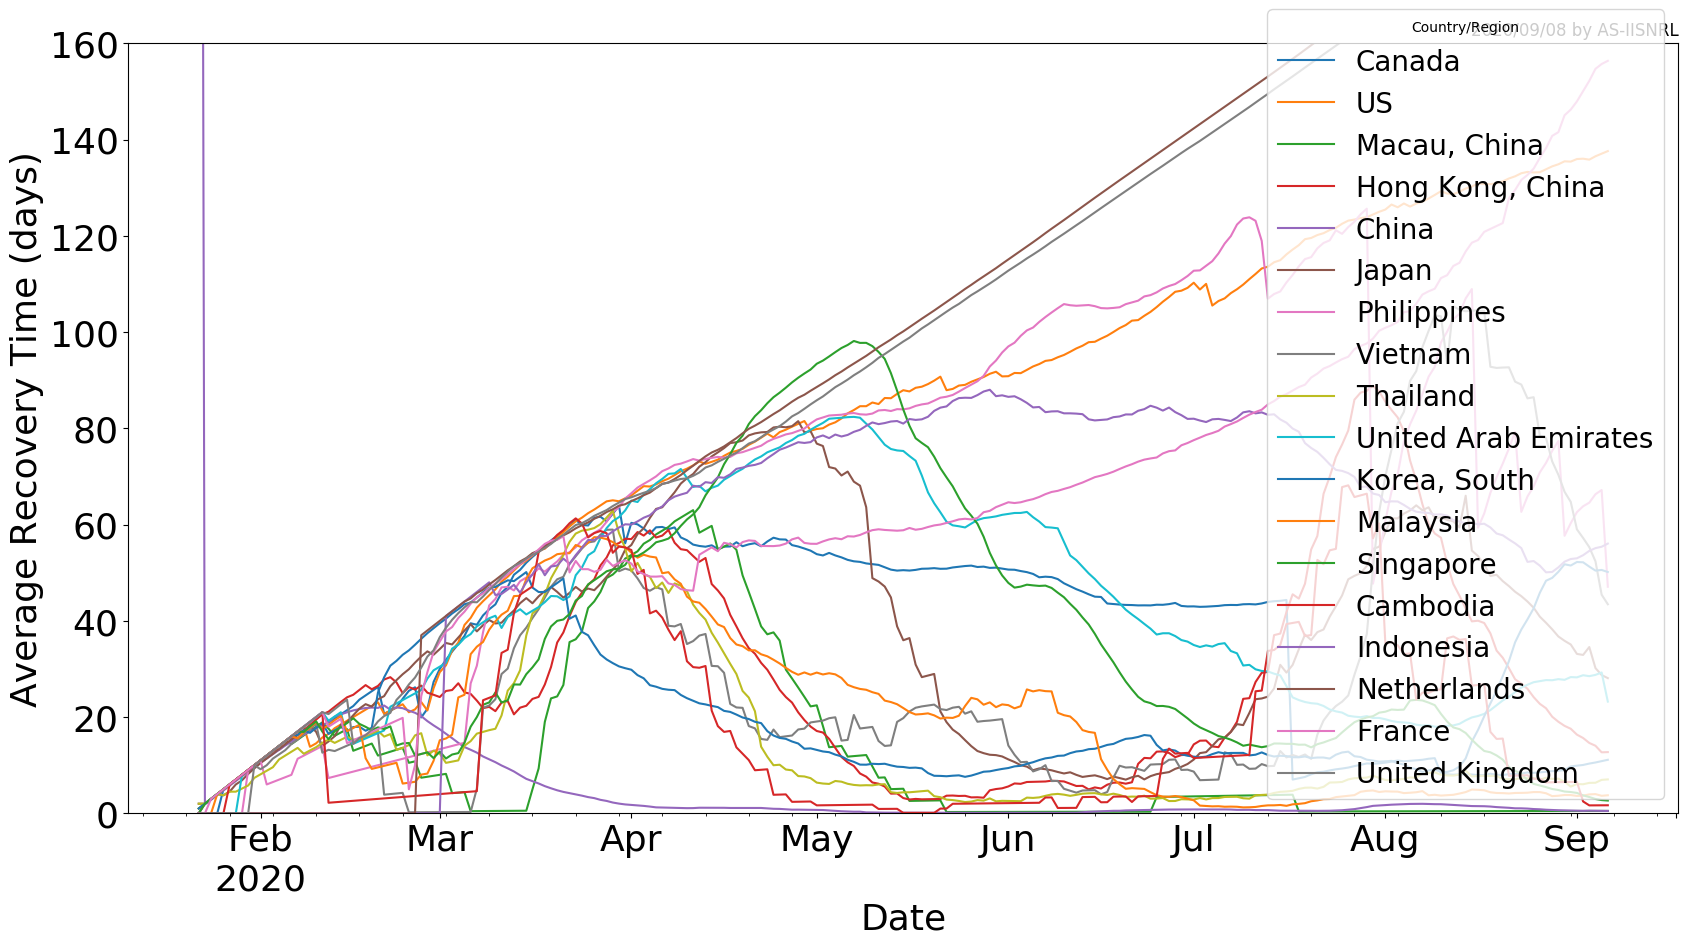 2020/09/08 by AS-IISNRL
Country/Region
Canada
US
Macau, China
Hong Kong, China
China
Japan
Philippines
Vietnam
Thailand
United Arab Emirates
Korea, South
Malaysia
Singapore
Cambodia
Indonesia
Netherlands
France
United Kingdom
Average Recovery Time (days)
160
140
120
100
80
60
40
20
0
Feb
2020
Mar
Apr
May
Jun
Jul
Aug
Sep
Date